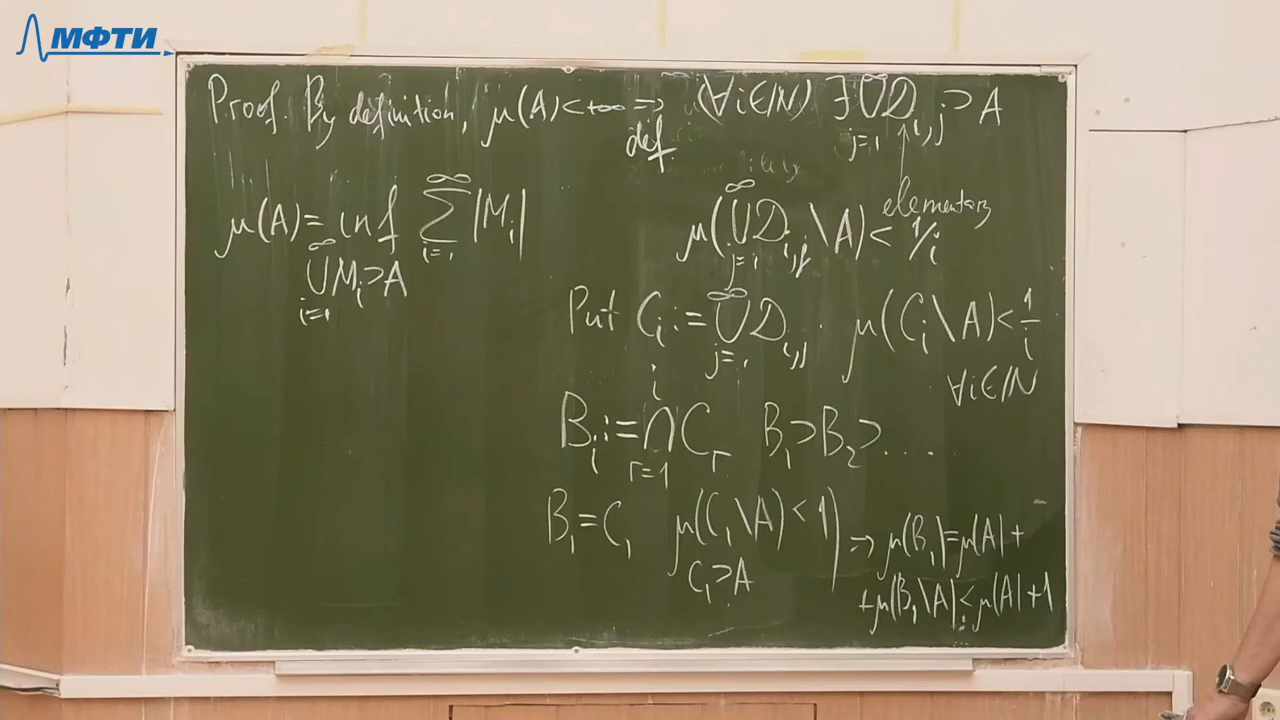 МФТИ
Proof. By definition, μ(A)<+∞ ⇒ (∀i∈ℕ) ∃ ⋃_{j=1}^∞ D_{i,j} ⊃ A
def.
elementary
μ(A) = inf_{⋃_{i=1}^∞ M_i ⊃ A} ∑_{i=1}^∞ |M_i|
μ(⋃_{j=1}^∞ D_{i,j} \ A) < 1/i
Put C_i := ⋃_{j=1}^∞ D_{i,j}. μ(C_i \ A) < 1/i
∀i∈ℕ
B_i := ⋂_{r=1}^i C_r B_1 ⊃ B_2 ⊃ ....
B_1 = C_1 μ(C_1 \ A) < 1) ⇒ μ(B_1) = μ(A) +
C_1 ⊃ A
+ μ(B_1 \ A) ≤ μ(A) + 1